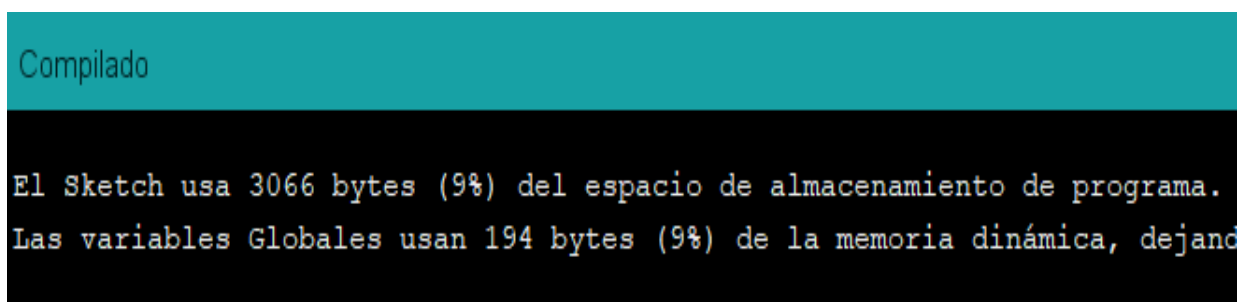 Compilado
El Sketch usa 3066 bytes (9%) del espacio de almacenamiento de programa.
Las variables Globales usan 194 bytes (9%) de la memoria dinámica, dejand